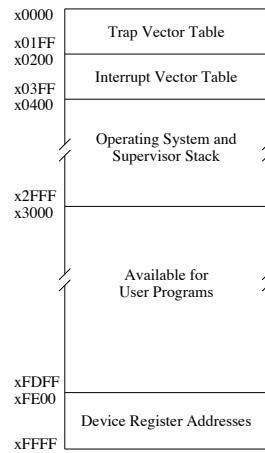 x0000
Trap Vector Table
x01FF
x0200
Interrupt Vector Table
x03FF
x0400
Operating System and
Supervisor Stack
x2FFF
x3000
Available for
User Programs
xFDFF
xFE00
Device Register Addresses
xFFFF